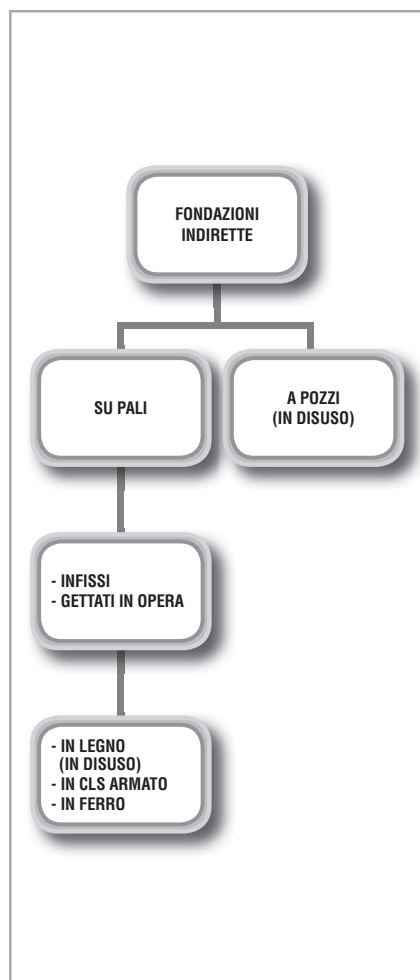 FONDAZIONI
INDIRETTE
SU PALI
A POZZI
(IN DISUSO)
- INFISSI
- GETTATI IN OPERA
- IN LEGNO
(IN DISUSO)
- IN CLS ARMATO
- IN FERRO